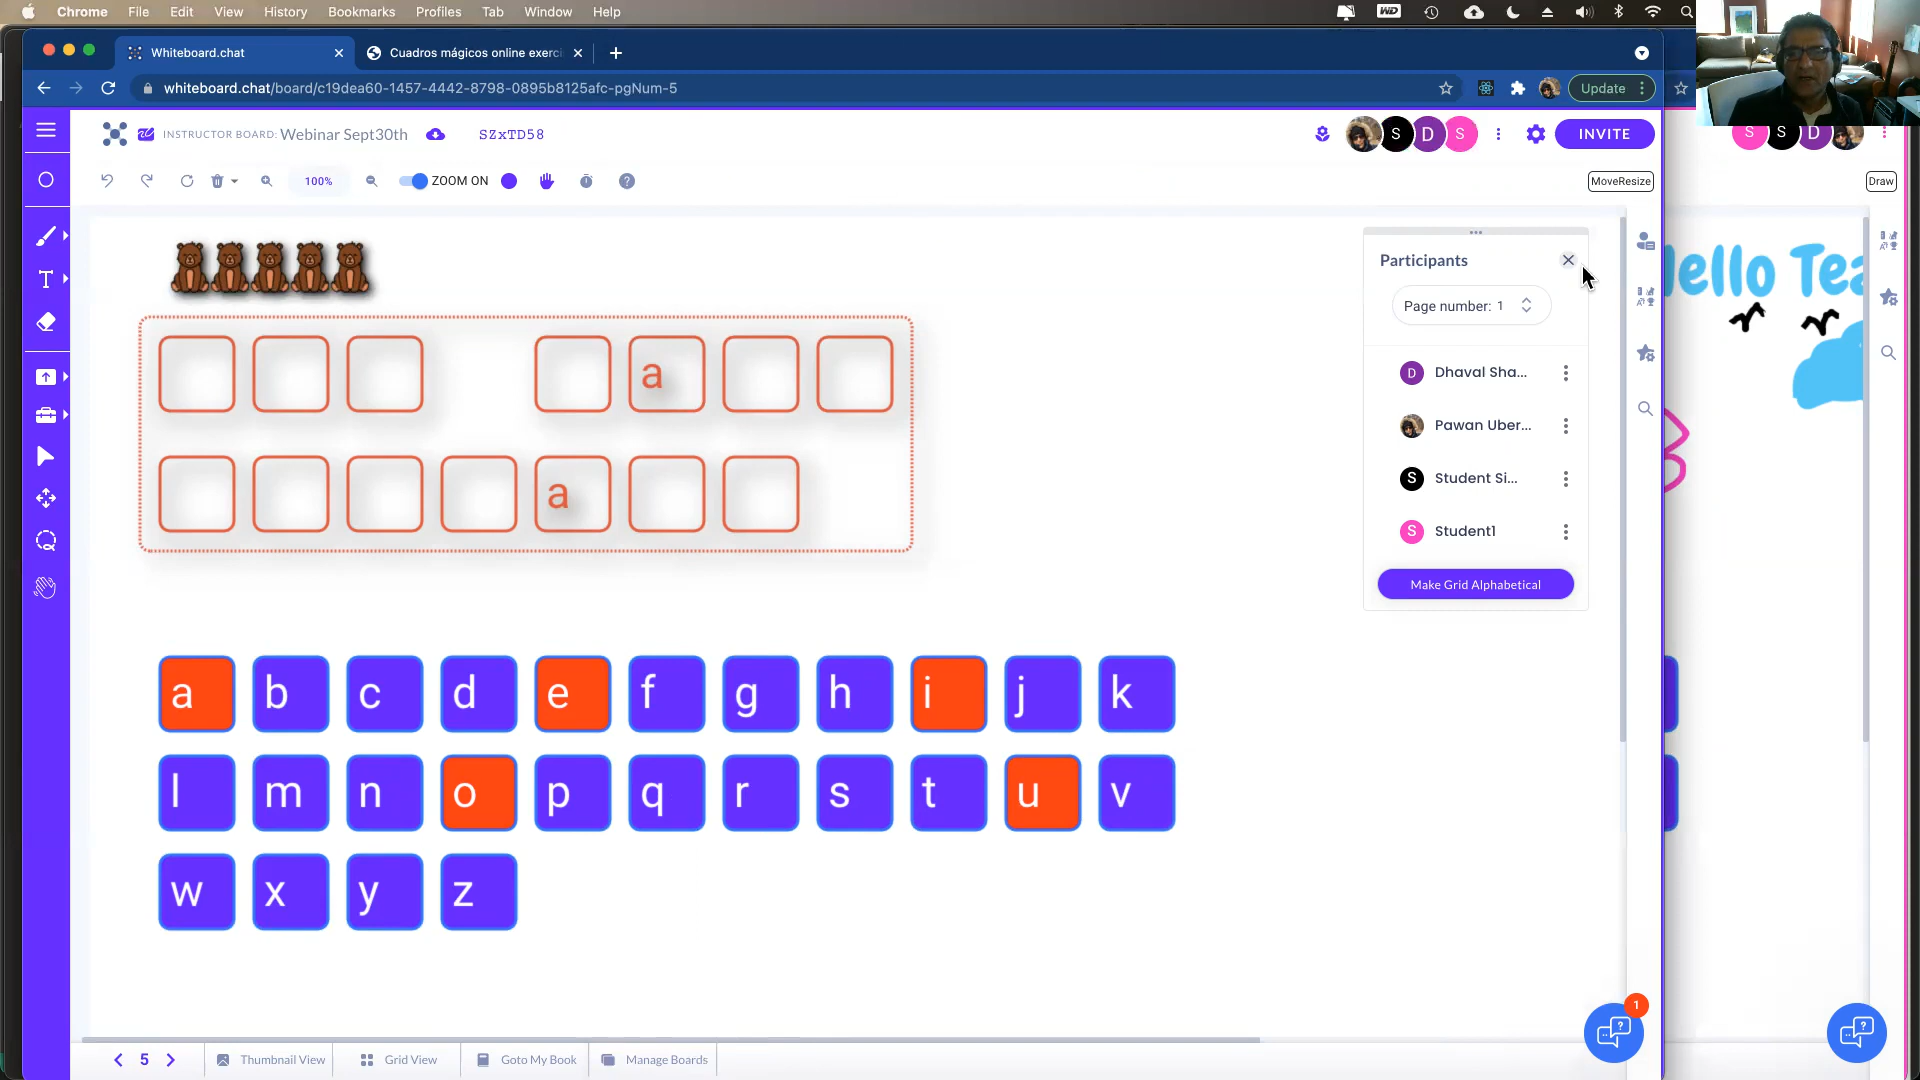 Chrome File Edit View History Bookmarks Profiles Tab Window Help
WD
Whiteboard.chat
Cuadros mágicos online exerci
whiteboard.chat/board/c19dea60-1457-4442-8798-0895b8125afc-pgNum-5
Update
INSTRUCTOR BOARD: Webinar Sept30th
SZxTD58
S D S
INVITE
S S D
100%
ZOOM ON
MoveResize
Draw
Participants
Page number: 1
Dhaval Sha...
D
Pawan Uber...
Student Si...
S
Student1
S
Make Grid Alphabetical
ello Tea
a
a
a b c d e f g h i j k
l m n o p q r s t u v
w x y z
1
5
Thumbnail View
Grid View
Goto My Book
Manage Boards